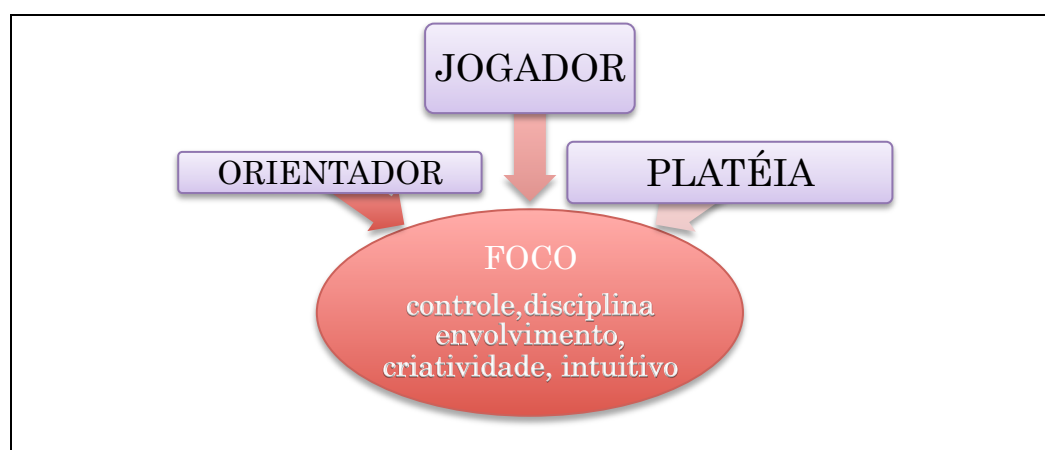 JOGADOR
ORIENTADOR
PLATÉIA
FOCO
controle,disciplina
envolvimento,
criatividade, intuitivo